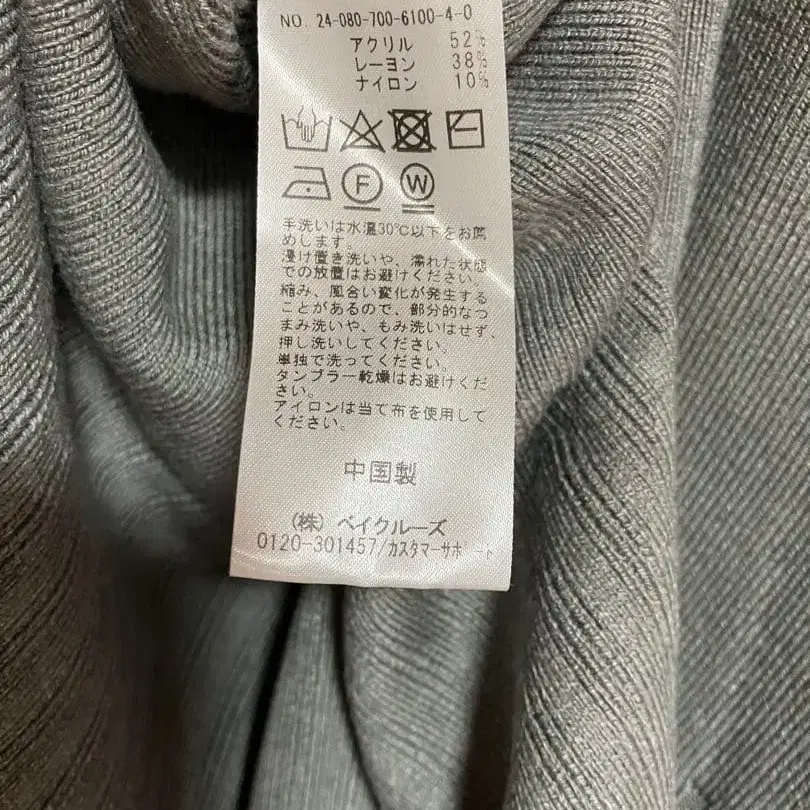 NO. 24-080-700-6100-4-0
アクリル 52%
レーヨン 38%
ナイロン 10%
F W
手洗いは水温30℃以下をお薦
めします。
浸け置き洗いや、濡れた状態
での放置はお避けください。
縮み、風合い変化が発生する
ことがあるので、部分的なつ
まみ洗いや、もみ洗いはせず、
押し洗いしてください。
単独で洗ってください。
タンブラー乾燥はお避けくだ
さい。
アイロンは当て布を使用して
ください。
中国製
(株) ベイクルーズ
0120-301457/カスタマーサポート